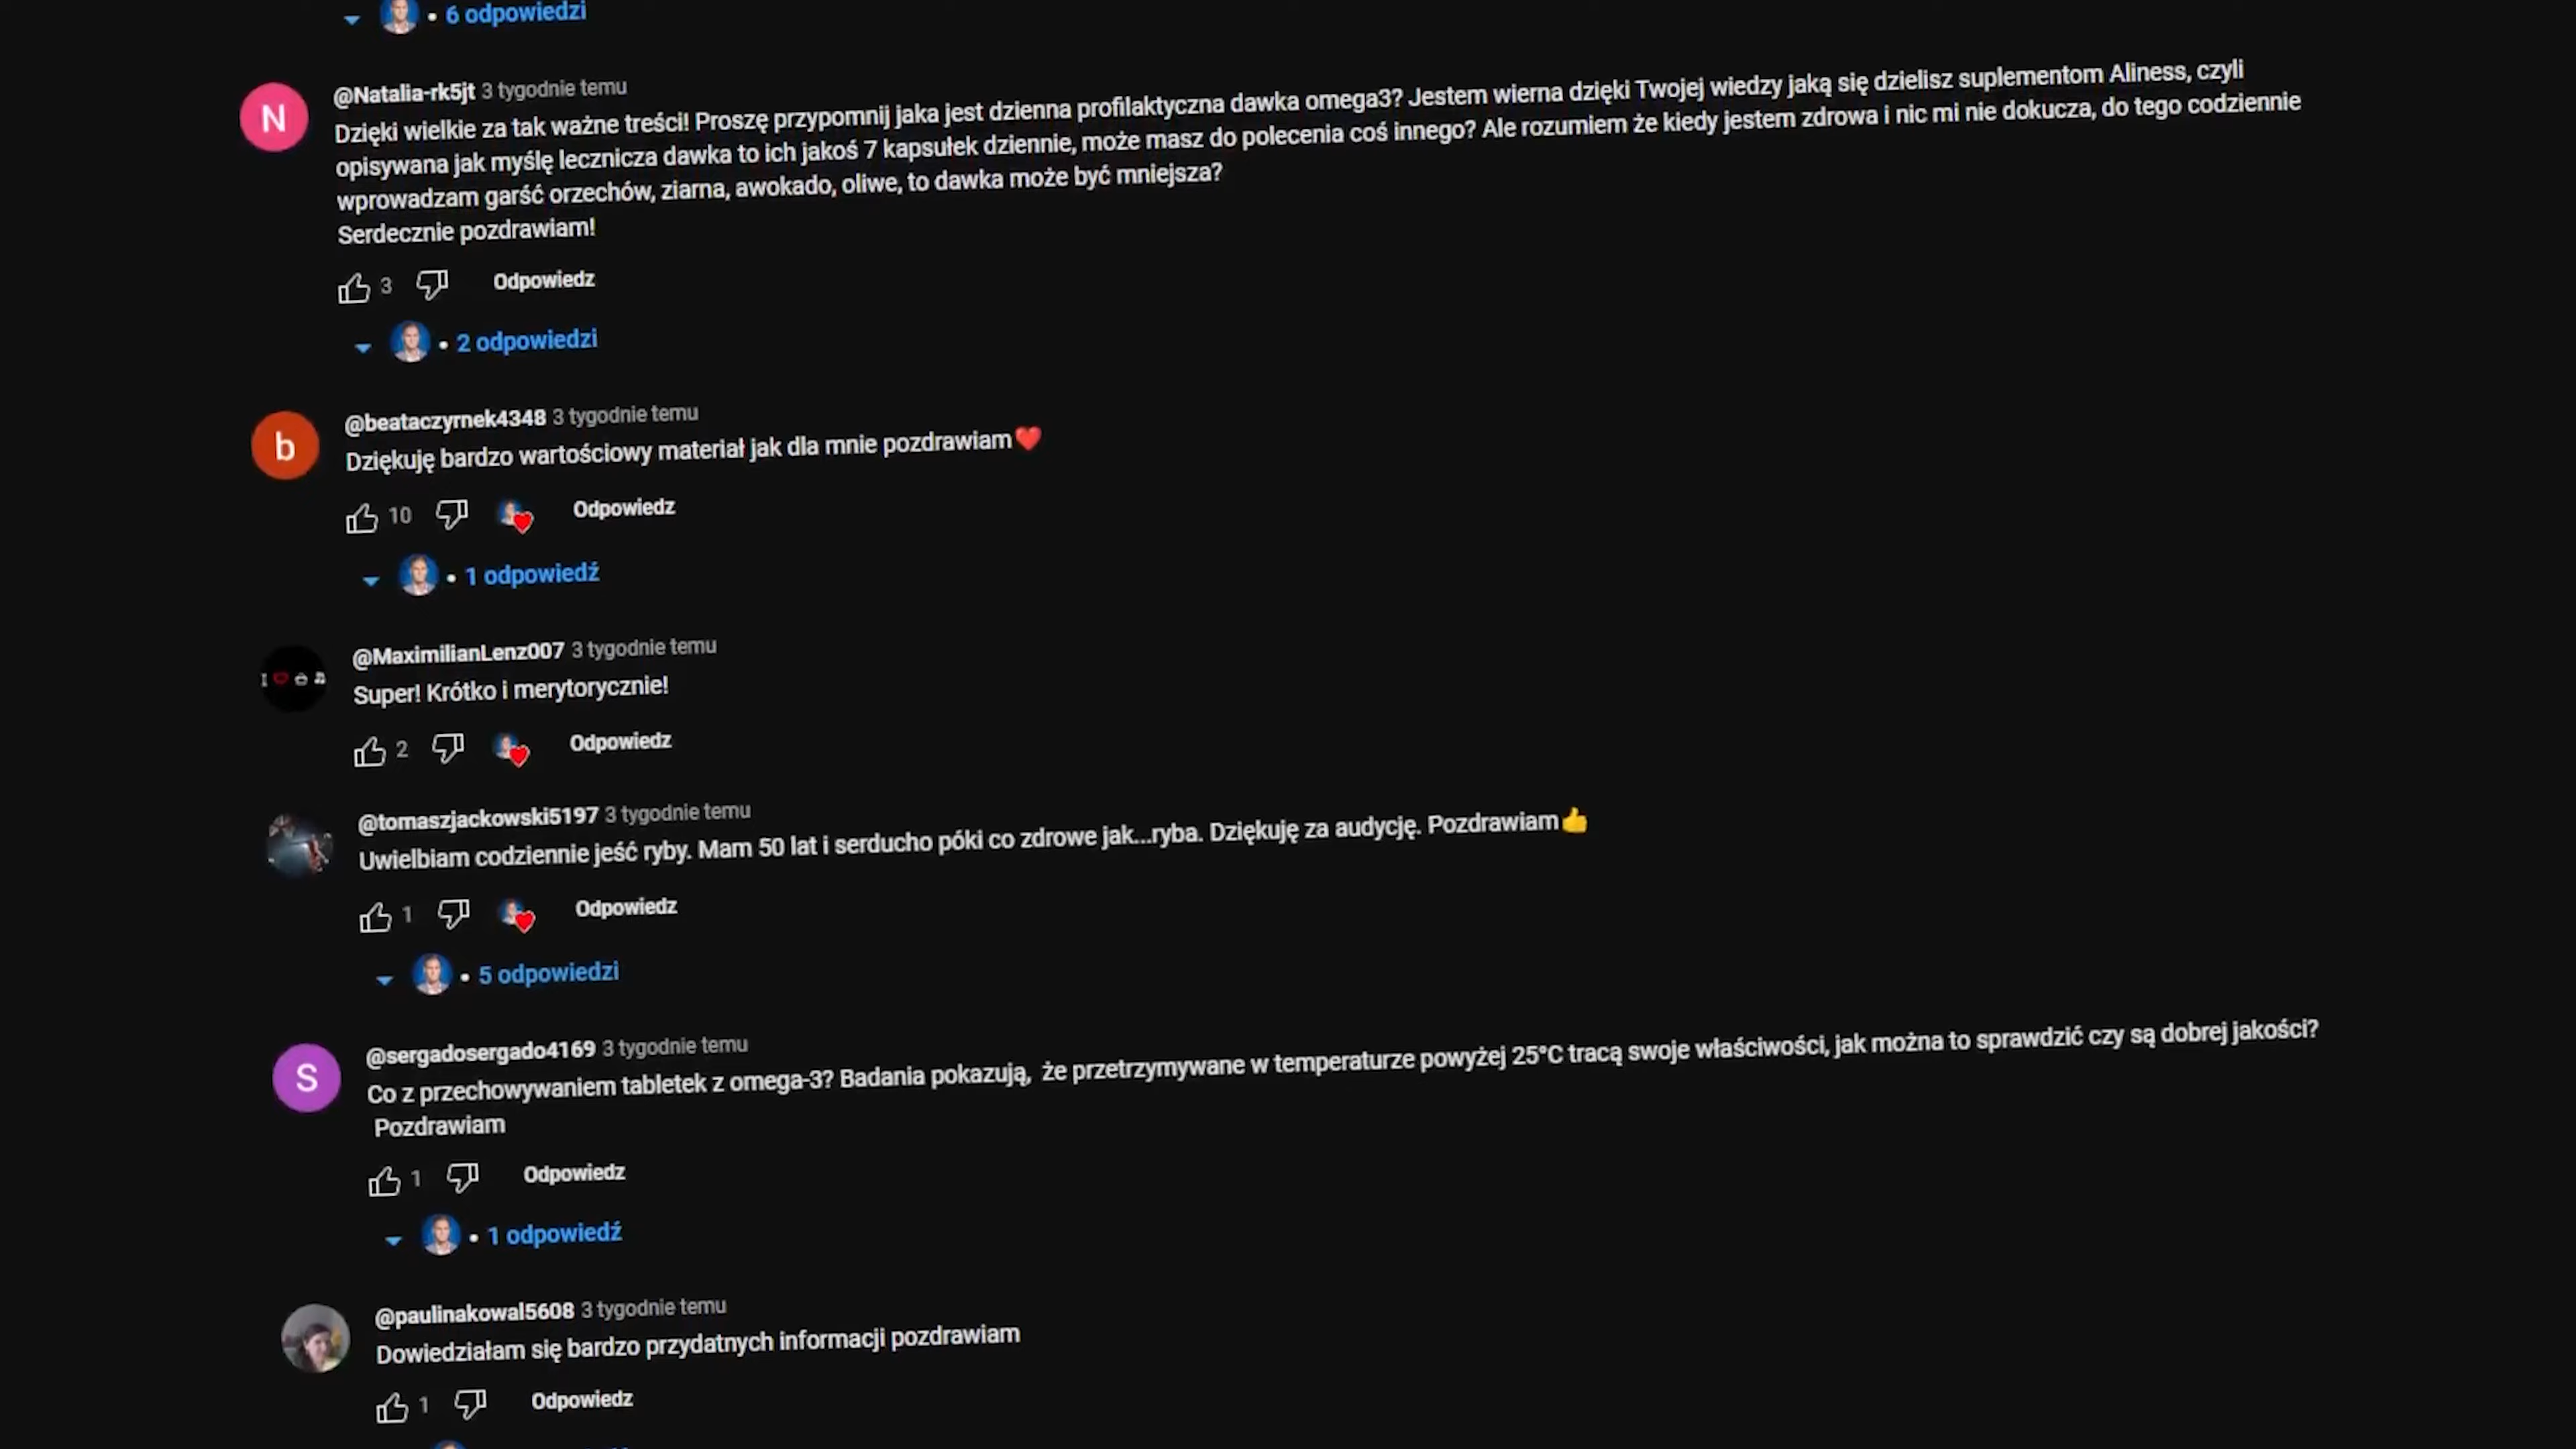 6 odpowiedzi
N
@Natalia-rk5jt 3 tygodnie temu
Dzięki wielkie za tak ważne treści! Proszę przypomnij jaka jest dzienna profilaktyczna dawka omega3? Jestem wierna dzięki Twojej wiedzy jaką się dzielisz suplementom Aliness, czyli
opisywana jak myślę lecznicza dawka to ich jakoś 7 kapsułek dziennie, może masz do polecenia coś innego? Ale rozumiem że kiedy jestem zdrowa i nic mi nie dokucza, do tego codziennie
wprowadzam garść orzechów, ziarna, awokado, oliwe, to dawka może być mniejsza?
Serdecznie pozdrawiam!
3 Odpowiedz
2 odpowiedzi
b
@beataczyrnek4348 3 tygodnie temu
Dziękuję bardzo wartościowy materiał jak dla mnie pozdrawiam❤️
10 Odpowiedz
1 odpowiedź
@MaximilianLenz007 3 tygodnie temu
Super! Krótko i merytorycznie!
2 Odpowiedz
@tomaszjackowski5197 3 tygodnie temu
Uwielbiam codziennie jeść ryby. Mam 50 lat i serducho póki co zdrowe jak...ryba. Dziękuję za audycję. Pozdrawiam👍
1 Odpowiedz
5 odpowiedzi
S
@sergadosergado4169 3 tygodnie temu
Co z przechowywaniem tabletek z omega-3? Badania pokazują, że przetrzymywane w temperaturze powyżej 25°C tracą swoje właściwości, jak można to sprawdzić czy są dobrej jakości?
Pozdrawiam
1 Odpowiedz
1 odpowiedź
@paulinakowal5608 3 tygodnie temu
Dowiedziałam się bardzo przydatnych informacji pozdrawiam
1 Odpowiedz